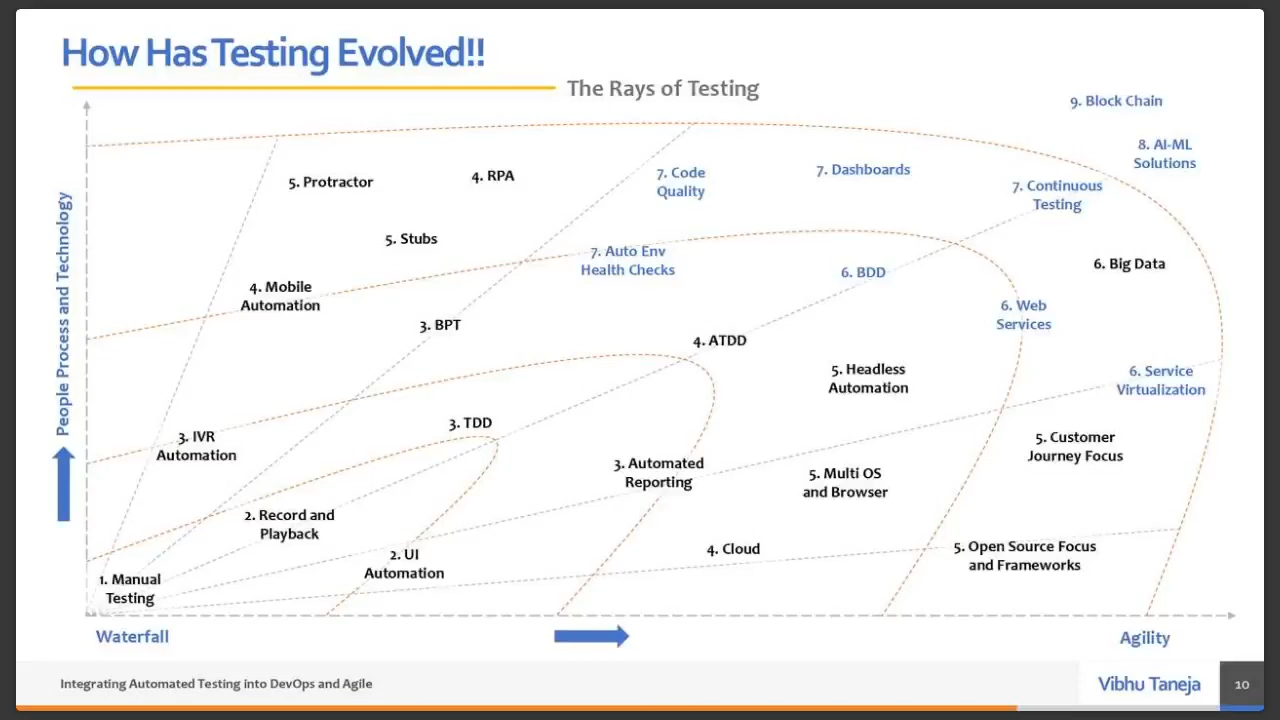 How Has Testing Evolved!!
The Rays of Testing
9. Block Chain
8. AI-ML
Solutions
5. Protractor
4. RPA
7. Code
Quality
7. Dashboards
7. Continuous
Testing
5. Stubs
7. Auto Env
Health Checks
6. BDD
6. Big Data
4. Mobile
Automation
3. BPT
4. ATDD
6. Web
Services
5. Headless
Automation
6. Service
Virtualization
3. IVR
Automation
3. TDD
3. Automated
Reporting
5. Multi OS
and Browser
5. Customer
Journey Focus
2. Record and
Playback
2. UI
Automation
4. Cloud
5. Open Source Focus
and Frameworks
1. Manual
Testing
People Process and Technology
Waterfall
Agility
Integrating Automated Testing into DevOps and Agile
Vibhu Taneja
10